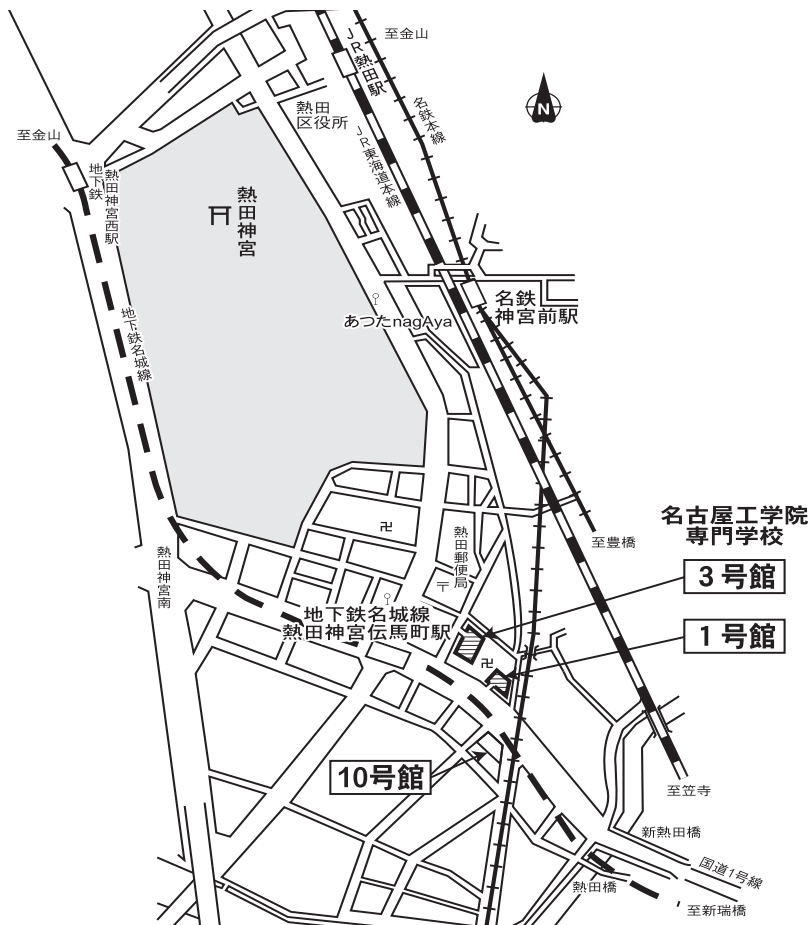 至金山
JR熱田駅
至金山
名鉄本線
熱田
区役所
JR東海道本線
N
地下鉄
熱田神宮西駅
熱田神宮
地下鉄名城線
名鉄
神宮前駅
あつたnagAya
熱田郵便局
卍
〒
至豊橋
名古屋工学院
専門学校
3号館
1号館
卍
熱田神宮南
地下鉄名城線
熱田神宮伝馬町駅
10号館
至笠寺
新熱田橋
国道1号線
熱田橋
至新瑞橋